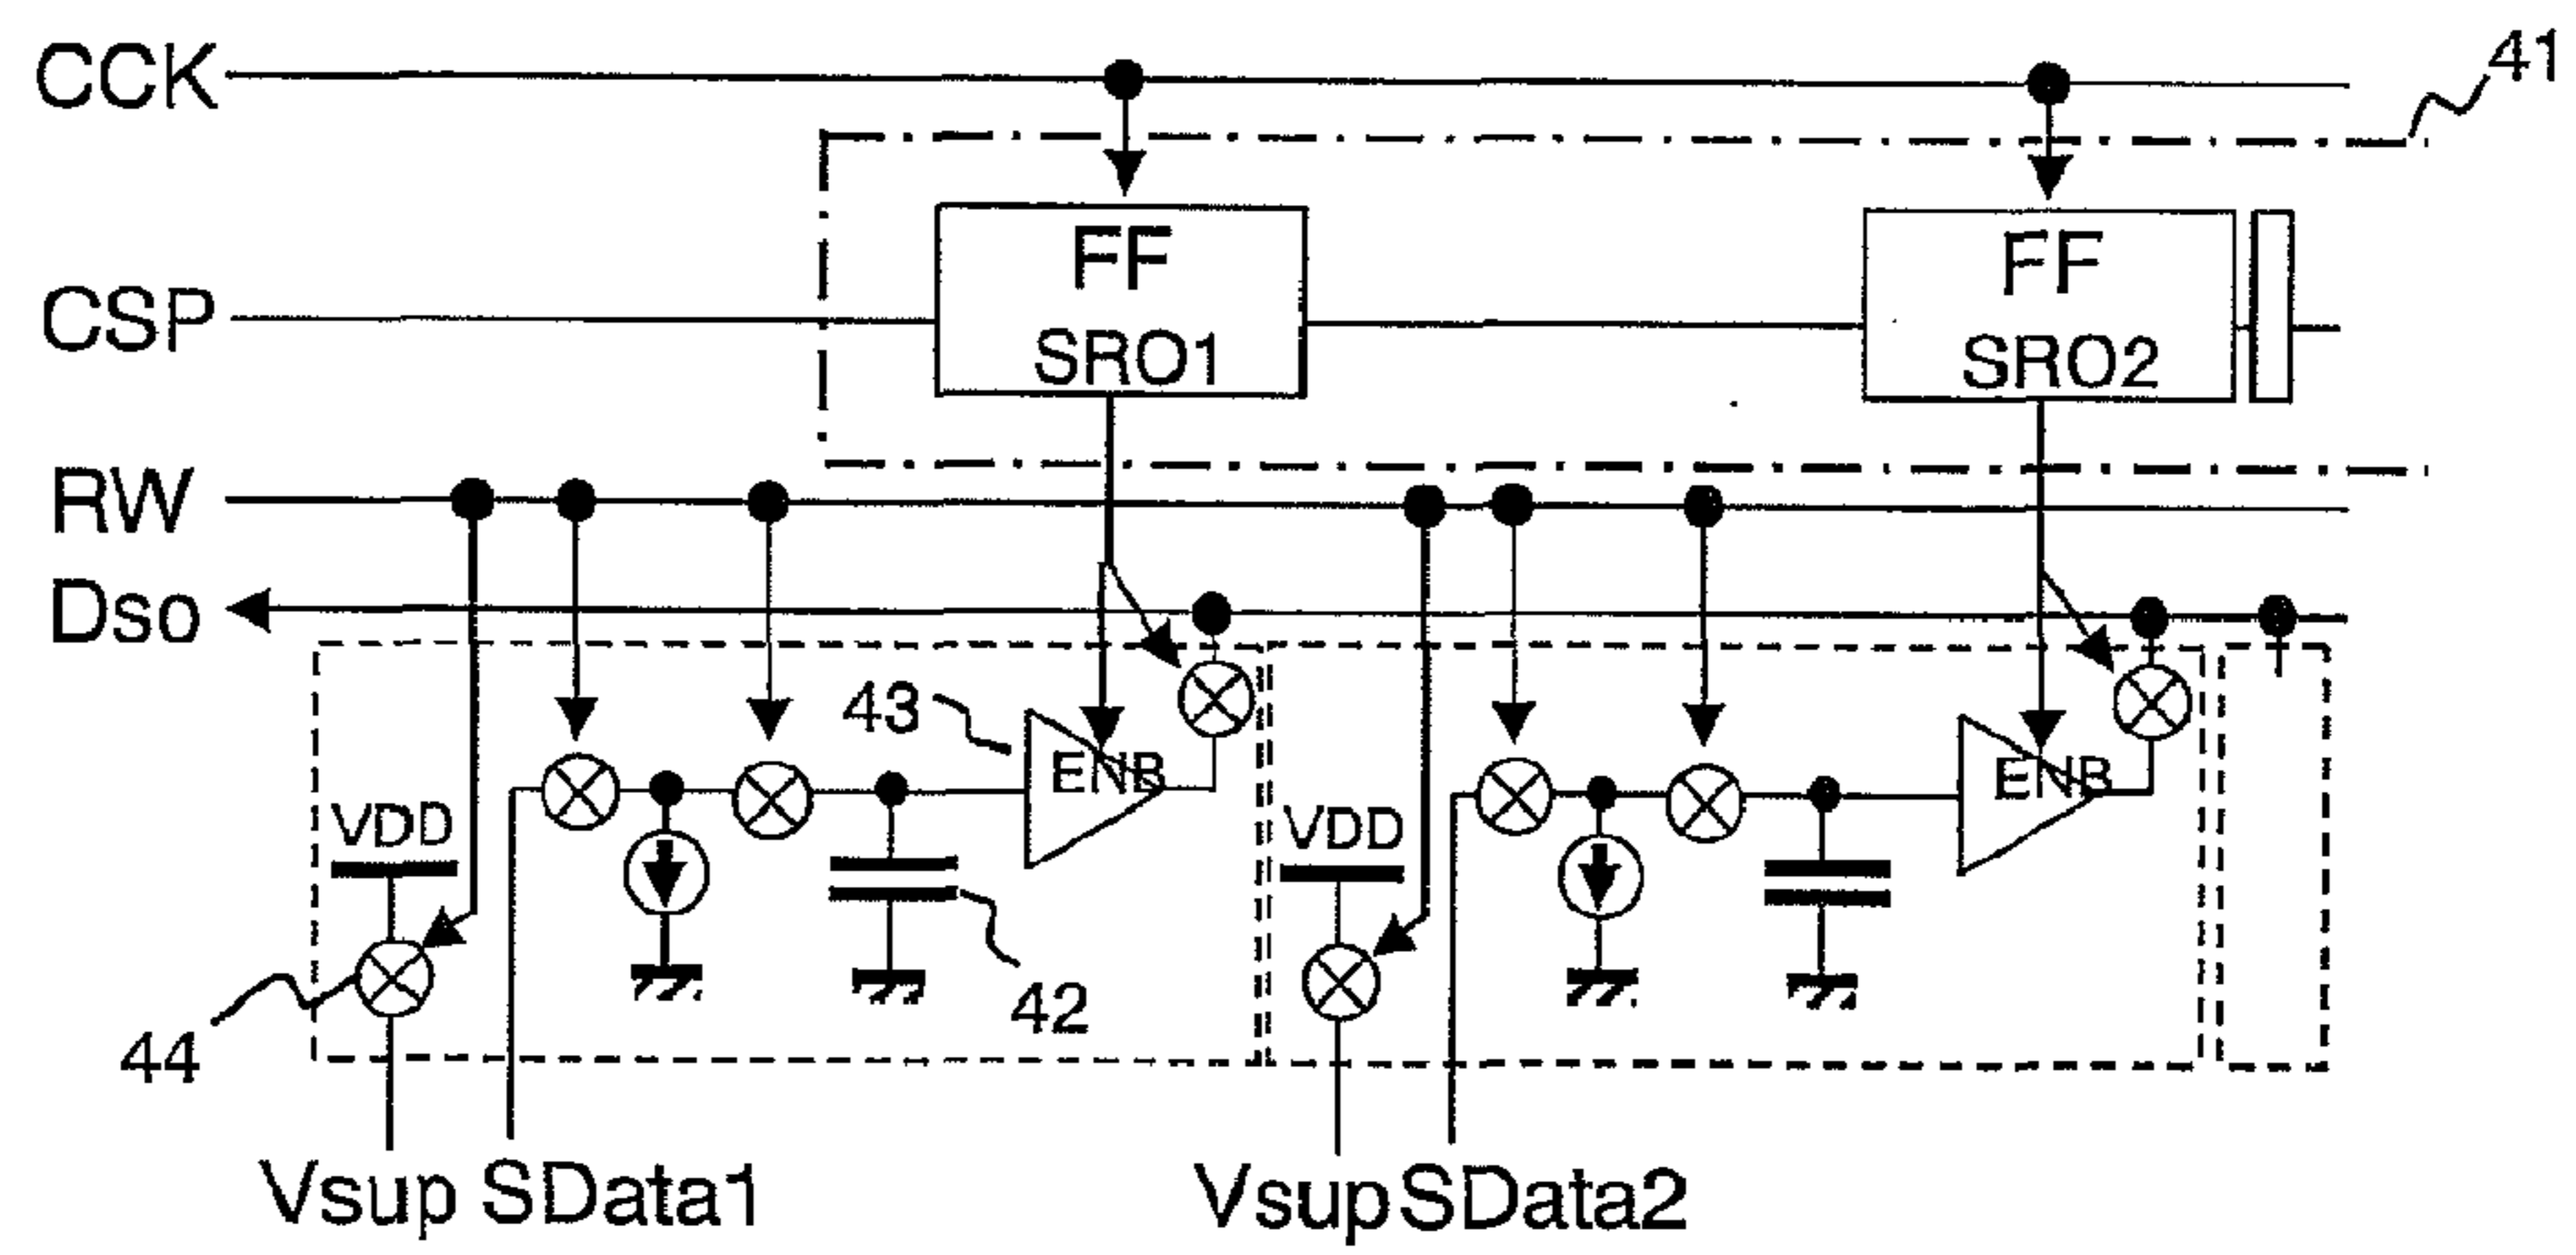 CCK
41
FF
SRO1
FF
SRO2
CSP
RW
Dso
43
ENB
ENB
VDD
VDD
42
44
Vsup SData1
Vsup SData2